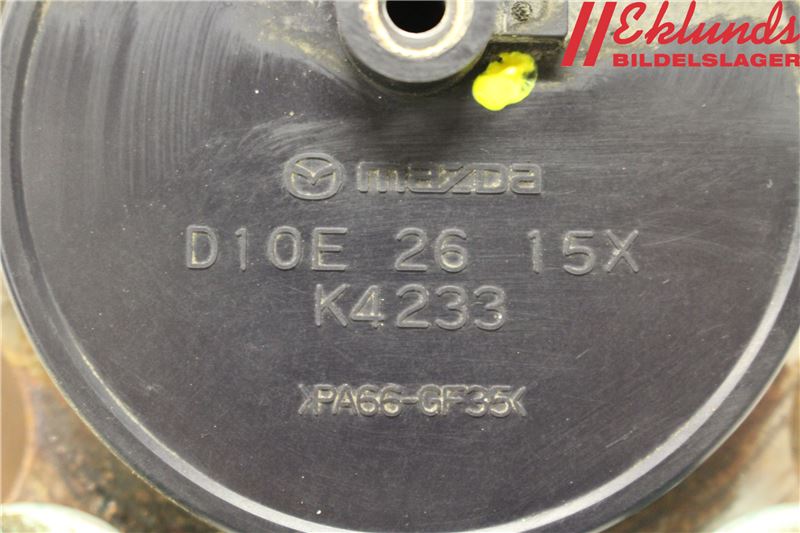 Eklunds
BILDELSLAGER
mazda
D10E 26 15X
K4233
>PA66-GF35<